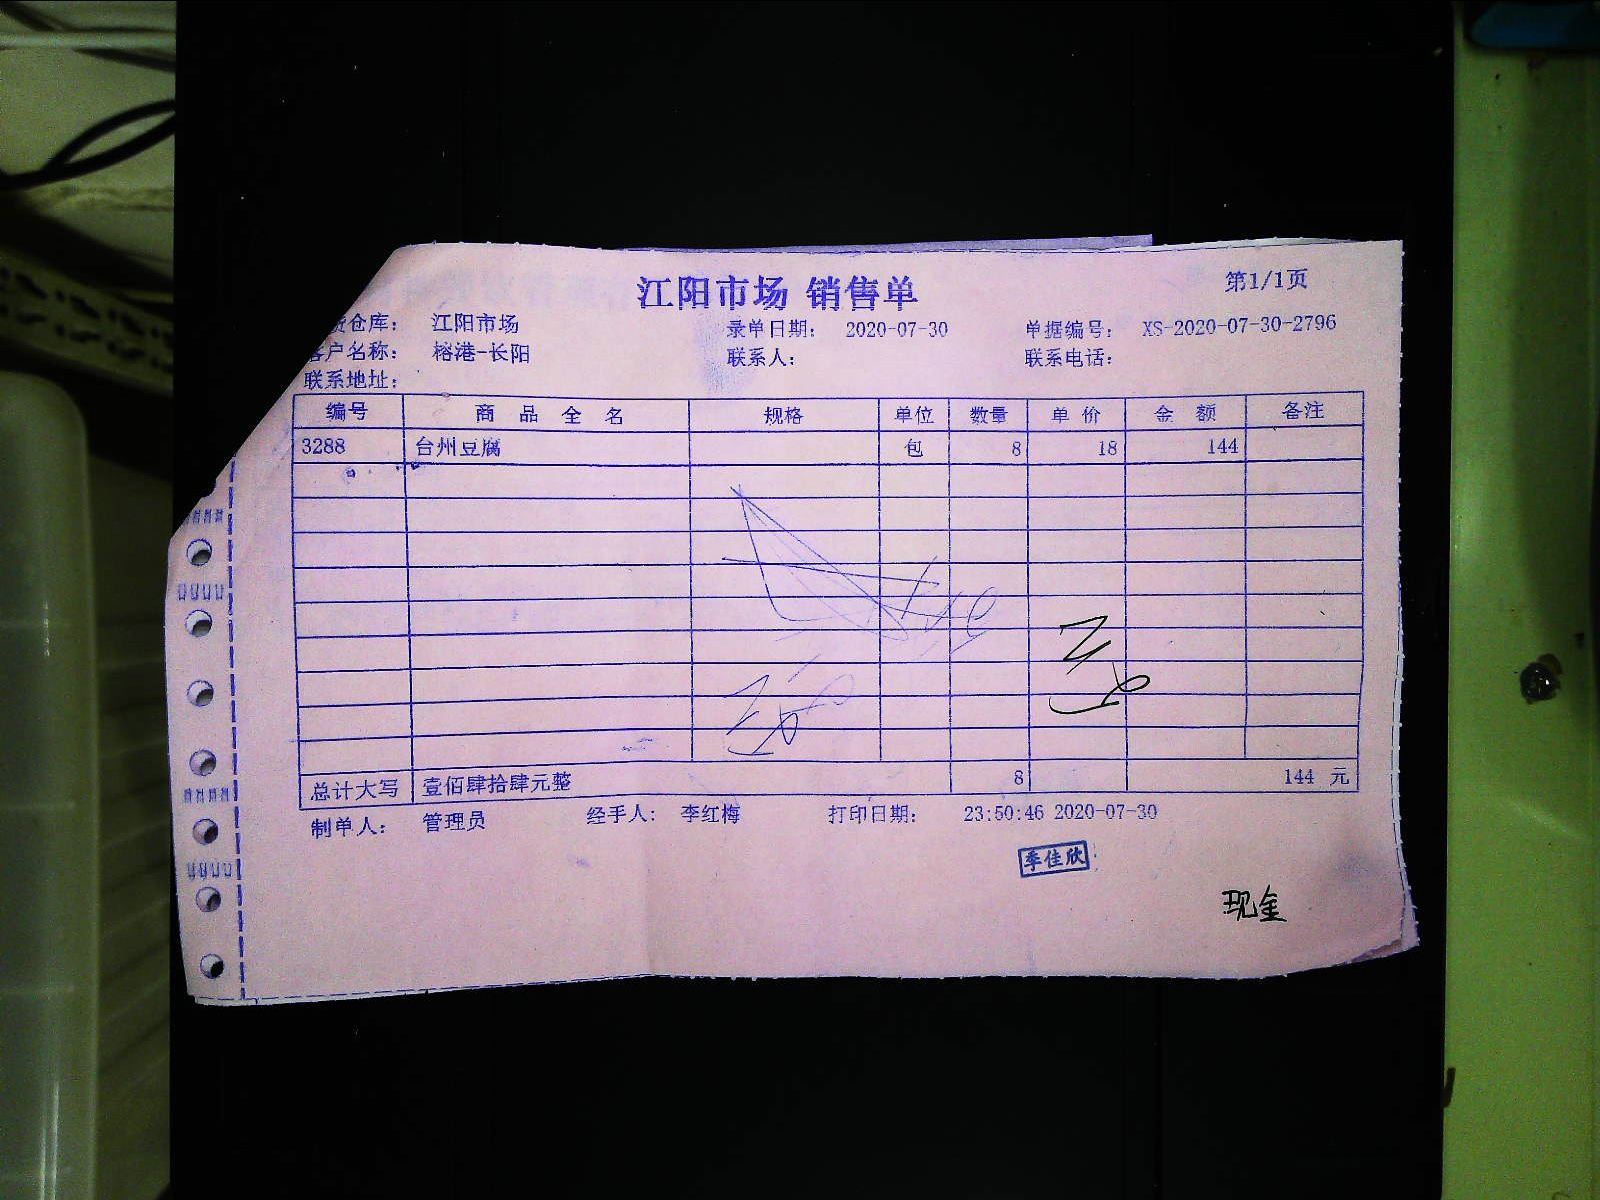 江阳市场 销售单
第1/1页
货仓库： 江阳市场 录单日期： 2020-07-30 单据编号： XS-2020-07-30-2796
客户名称： 榕港-长阳 联系人： 联系电话：
联系地址：
编号 商品全名 规格 单位 数量 单价 金额 备注
3288 台州豆腐 包 8 18 144
总计大写 壹佰肆拾肆元整 8 144 元
制单人： 管理员 经手人： 李红梅 打印日期： 23:50:46 2020-07-30
季佳欣
现金